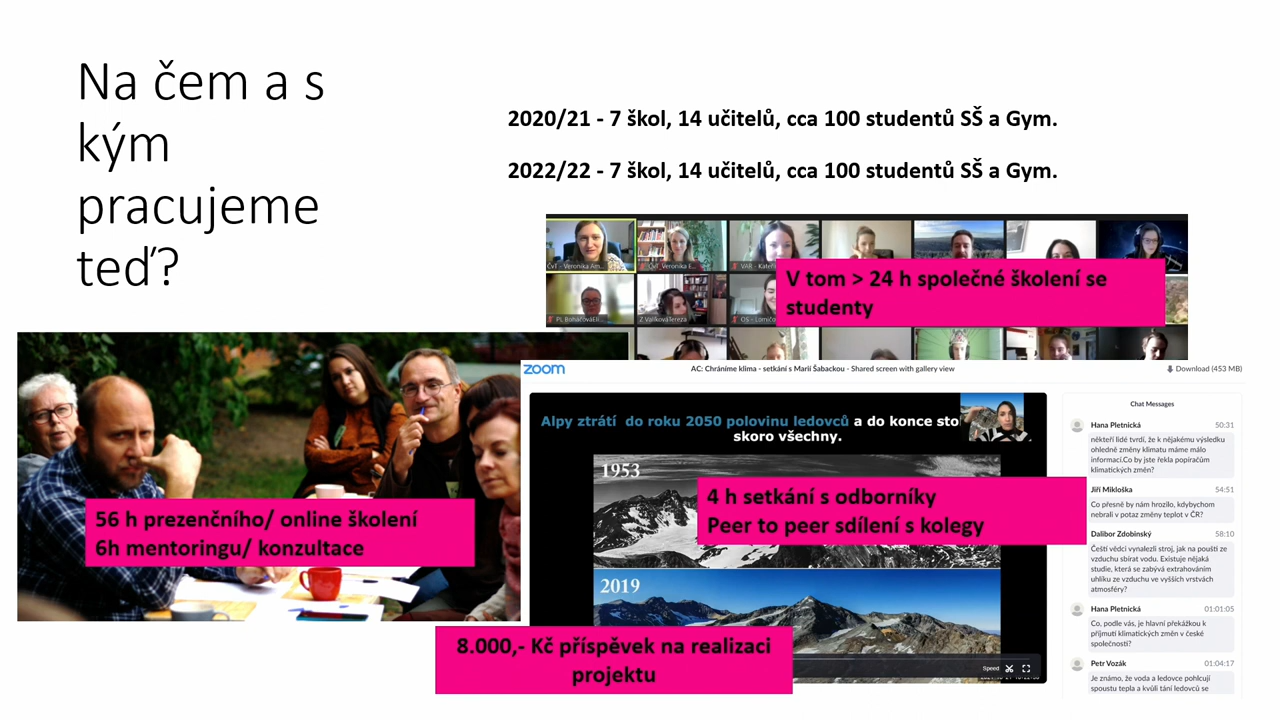 Na čem a s
kým
pracujeme
teď?
2020/21 - 7 škol, 14 učitelů, cca 100 studentů SŠ a Gym.
2022/22 - 7 škol, 14 učitelů, cca 100 studentů SŠ a Gym.
V tom > 24 h společné školení se
studenty
56 h prezenčního/ online školení
6h mentoringu/ konzultace
zoom
AC: Chráníme klima - setkání s Marií Šabackou - Shared screen with gallery view
Download (453 MB)
Alpy ztrátí do roku 2050 polovinu ledovců a do konce sto
skoro všechny.
1953
4 h setkání s odborníky
Peer to peer sdílení s kolegy
2019
Speed
8.000,- Kč příspěvek na realizaci
projektu
Chat Messages
Hana Pletnická 50:31
někteří lidé tvrdí, že k nějakému výsledku
ohledně změny klimatu máme málo
informací.Co by jste řekla popíračům
klimatických změn?
Jiří Mikloška 54:51
Co přesně by nám hrozilo, kdybychom
nebrali v potaz změny teplot v ČR?
Dalibor Zdobinský 58:10
Čeští vědci vynalezli stroj, jak na poušti ze
vzduchu sbírat vodu. Existuje nějaká
studie, která se zabývá extrahováním
uhlíku ze vzduchu ve vyšších vrstvách
atmosféry?
Hana Pletnická 01:01:05
Co, podle vás, je hlavní překážkou k
příjmutí klimatických změn v české
společnosti?
Petr Vozák 01:04:17
Je známo, že voda a ledovce pohlcují
spoustu tepla a kvůli tání ledovců se